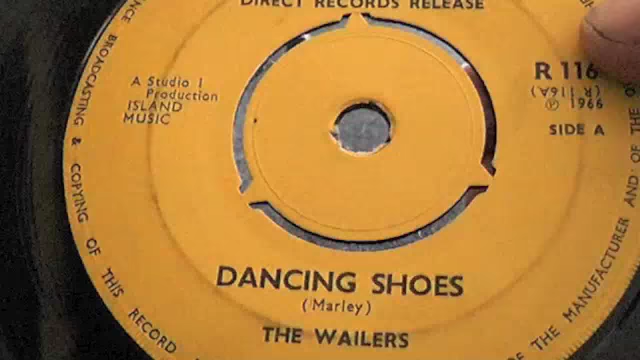 DIRECT RECORDS RELEASE
A Studio 1
Production
ISLAND
MUSIC
R 116
(R 116A)
℗ 1966
SIDE A
DANCING SHOES
(Marley)
THE WAILERS
BROADCASTING & COPYING OF THIS RECORD
OF THE MANUFACTURER AND OF THE